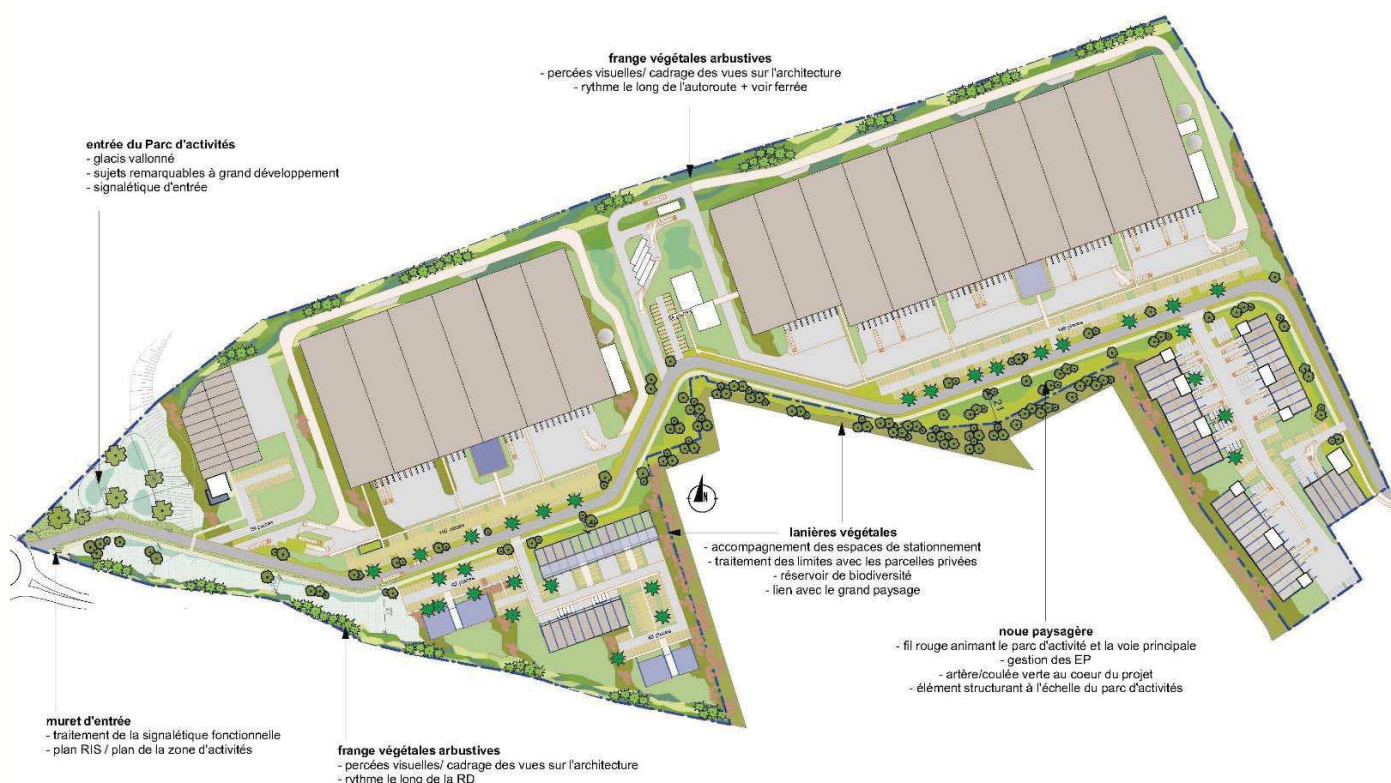 frange végétales arbustives
- percées visuelles/ cadrage des vues sur l'architecture
- rythme le long de l'autoroute + voir ferrée
entrée du Parc d'activités
- glacis vallonné
- sujets remarquables à grand développement
- signalétique d'entrée
N
lanières végétales
- accompagnement des espaces de stationnement
- traitement des limites avec les parcelles privées
- réservoir de biodiversité
- lien avec le grand paysage
noue paysagère
- fil rouge animant le parc d'activité et la voie principale
- gestion des EP
- artère/coulée verte au coeur du projet
- élément structurant à l'échelle du parc d'activités
muret d'entrée
- traitement de la signalétique fonctionnelle
- plan RIS / plan de la zone d'activités
frange végétales arbustives
- percées visuelles/ cadrage des vues sur l'architecture
- rythme le long de la RD